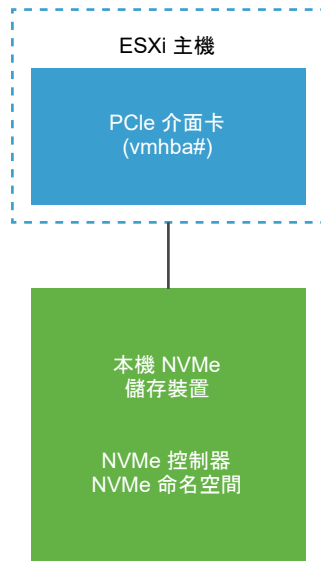 ESXi 主機
PCIe 介面卡
(vmhba#)
本機 NVMe
儲存裝置
NVMe 控制器
NVMe 命名空間